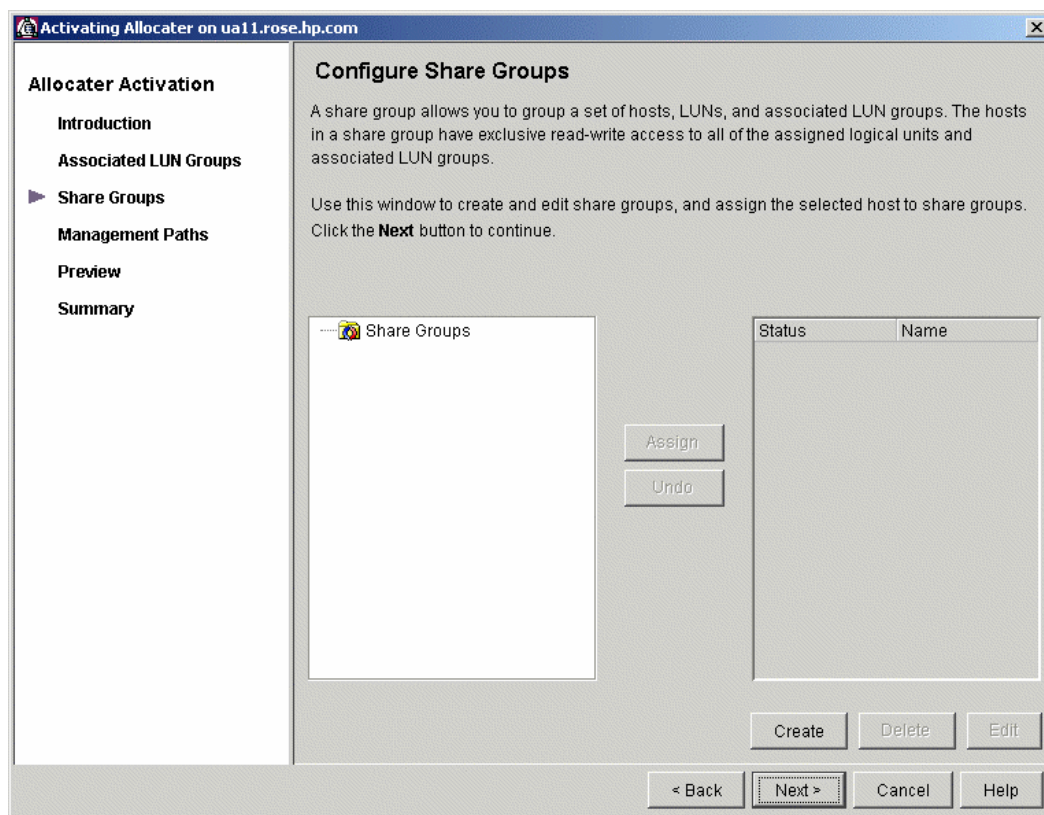 Activating Allocater on ua11.rose.hp.com
Allocater Activation
Introduction
Associated LUN Groups
Share Groups
Management Paths
Preview
Summary
Configure Share Groups
A share group allows you to group a set of hosts, LUNs, and associated LUN groups. The hosts
in a share group have exclusive read-write access to all of the assigned logical units and
associated LUN groups.
Use this window to create and edit share groups, and assign the selected host to share groups.
Click the Next button to continue.
Share Groups
Assign
Undo
Status Name
Create Delete Edit
< Back Next > Cancel Help